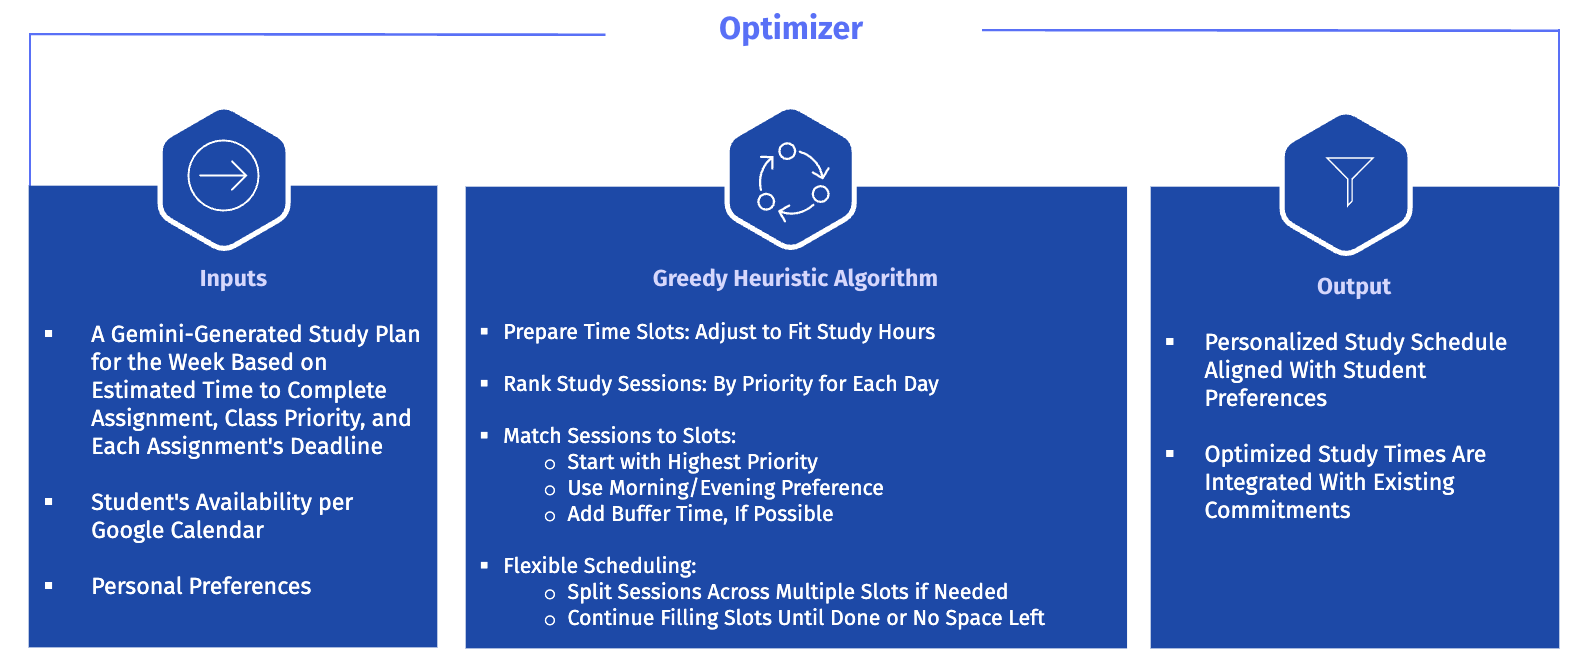 Optimizer
Inputs
▪ A Gemini-Generated Study Plan
for the Week Based on
Estimated Time to Complete
Assignment, Class Priority, and
Each Assignment's Deadline
▪ Student's Availability per
Google Calendar
▪ Personal Preferences
Greedy Heuristic Algorithm
▪ Prepare Time Slots: Adjust to Fit Study Hours
▪ Rank Study Sessions: By Priority for Each Day
▪ Match Sessions to Slots:
o Start with Highest Priority
o Use Morning/Evening Preference
o Add Buffer Time, If Possible
▪ Flexible Scheduling:
o Split Sessions Across Multiple Slots if Needed
o Continue Filling Slots Until Done or No Space Left
Output
▪ Personalized Study Schedule
Aligned With Student
Preferences
▪ Optimized Study Times Are
Integrated With Existing
Commitments